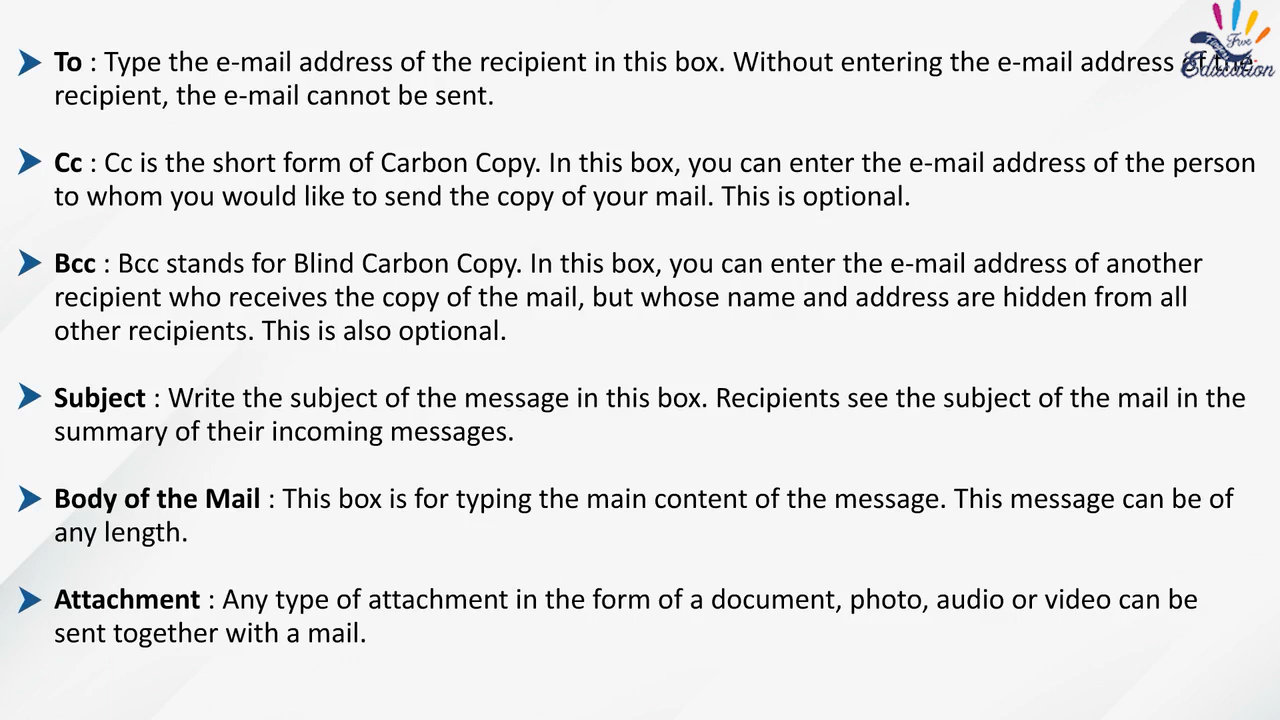 ➤ To : Type the e-mail address of the recipient in this box. Without entering the e-mail address of the
recipient, the e-mail cannot be sent.
➤ Cc : Cc is the short form of Carbon Copy. In this box, you can enter the e-mail address of the person
to whom you would like to send the copy of your mail. This is optional.
➤ Bcc : Bcc stands for Blind Carbon Copy. In this box, you can enter the e-mail address of another
recipient who receives the copy of the mail, but whose name and address are hidden from all
other recipients. This is also optional.
➤ Subject : Write the subject of the message in this box. Recipients see the subject of the mail in the
summary of their incoming messages.
➤ Body of the Mail : This box is for typing the main content of the message. This message can be of
any length.
➤ Attachment : Any type of attachment in the form of a document, photo, audio or video can be
sent together with a mail.
Five
Education